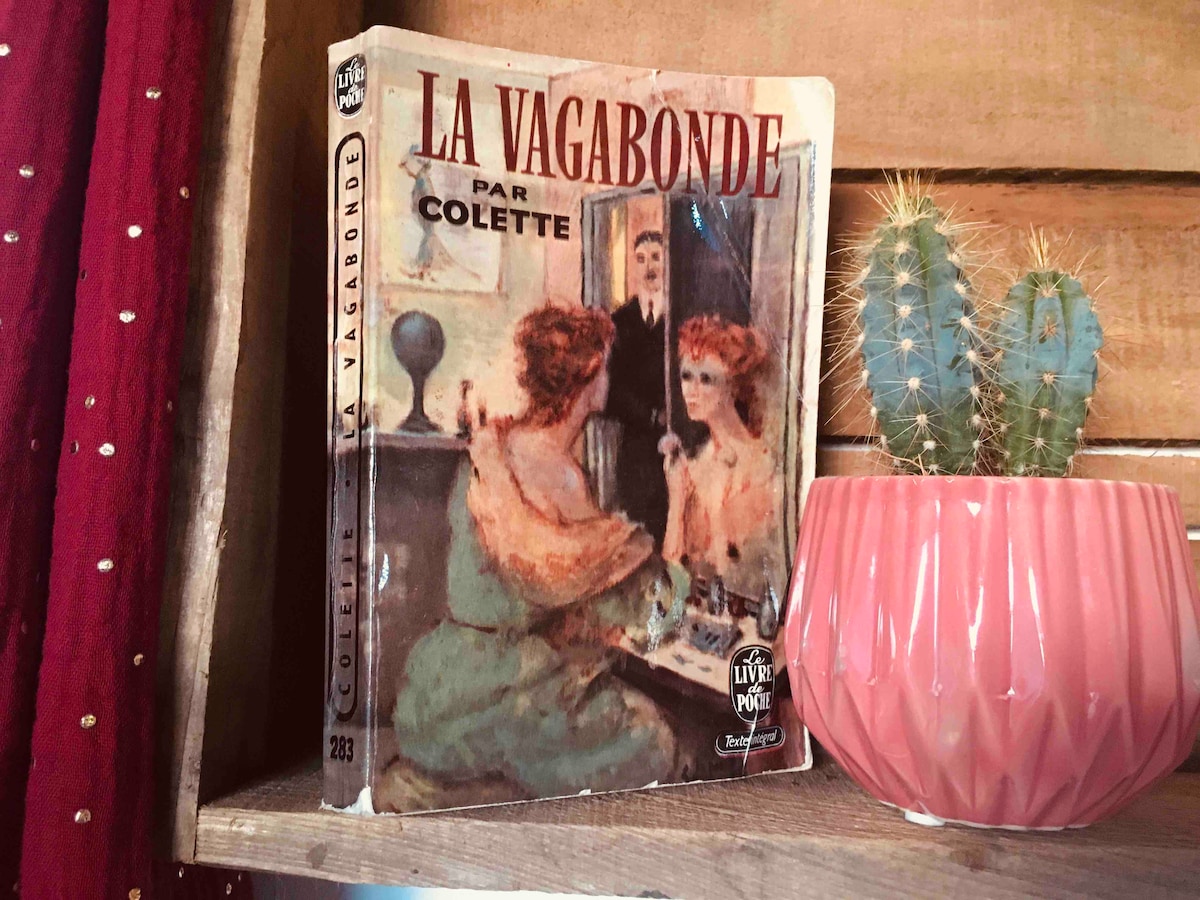 Le
LIVRE
de
POCHE
COLETTE · LA VAGABONDE
283
LA VAGABONDE
PAR
COLETTE
Le
LIVRE
de
POCHE
Texte intégral